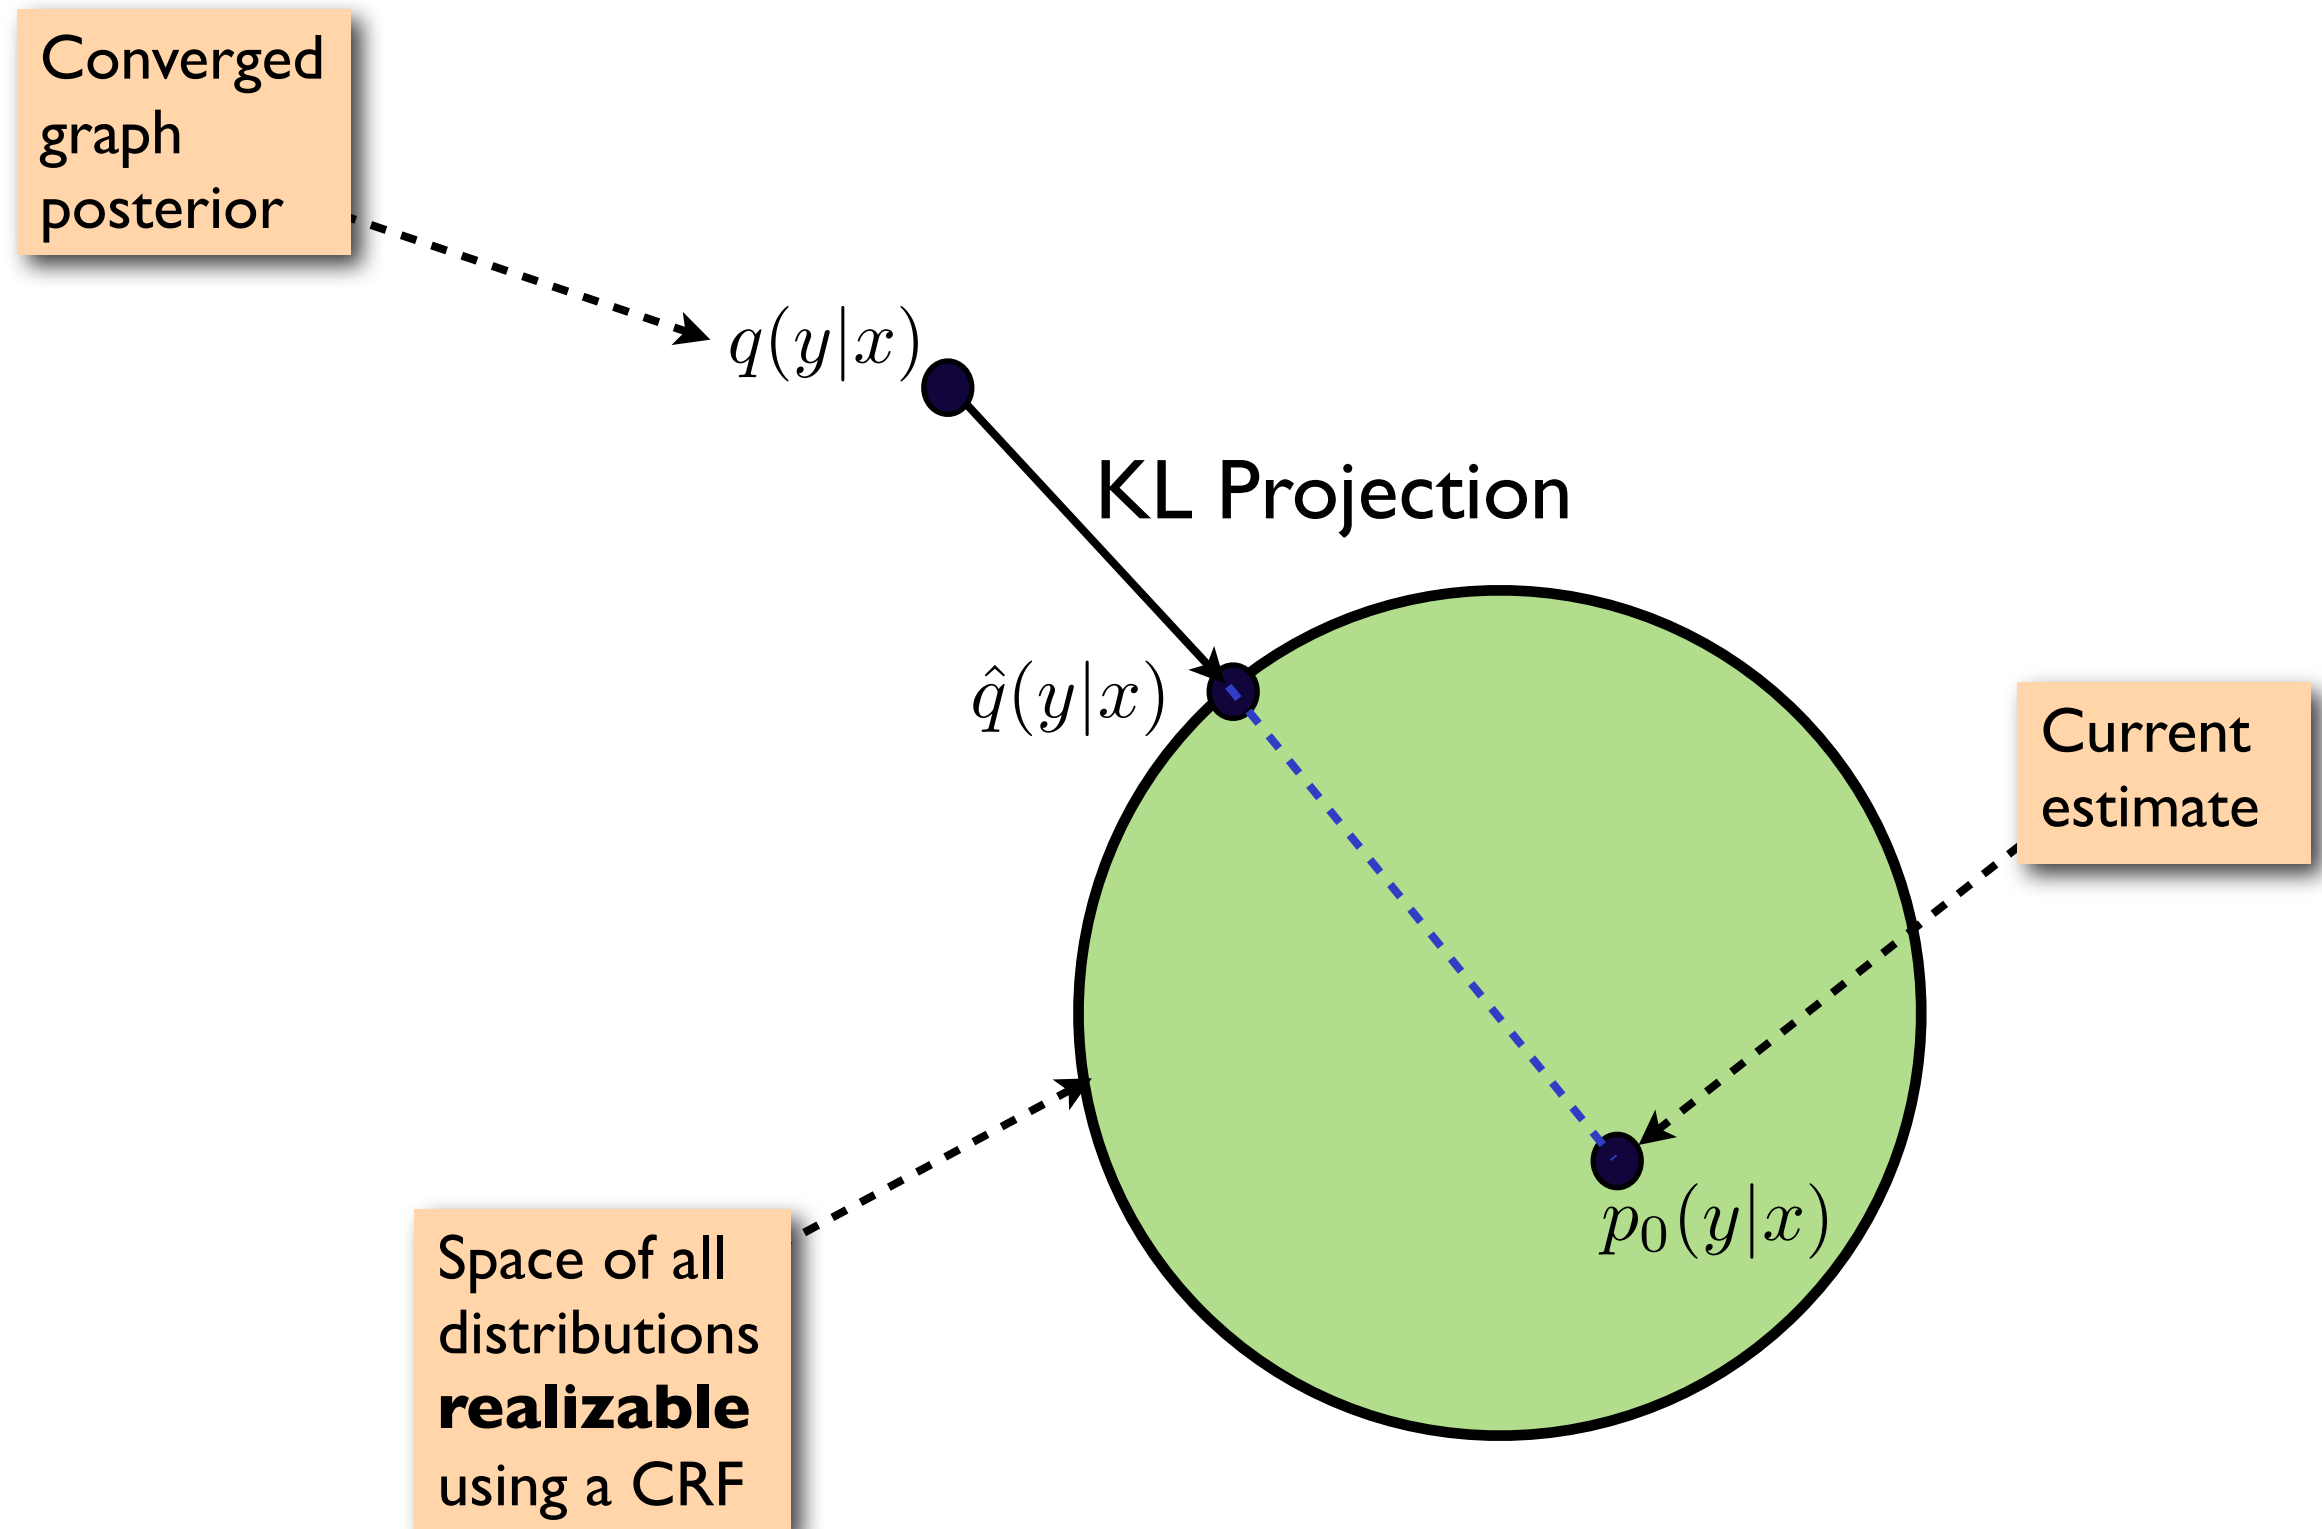 Converged
graph
posterior
q(y|x)
KL Projection
q̂(y|x)
Current
estimate
p₀(y|x)
Space of all
distributions
realizable
using a CRF